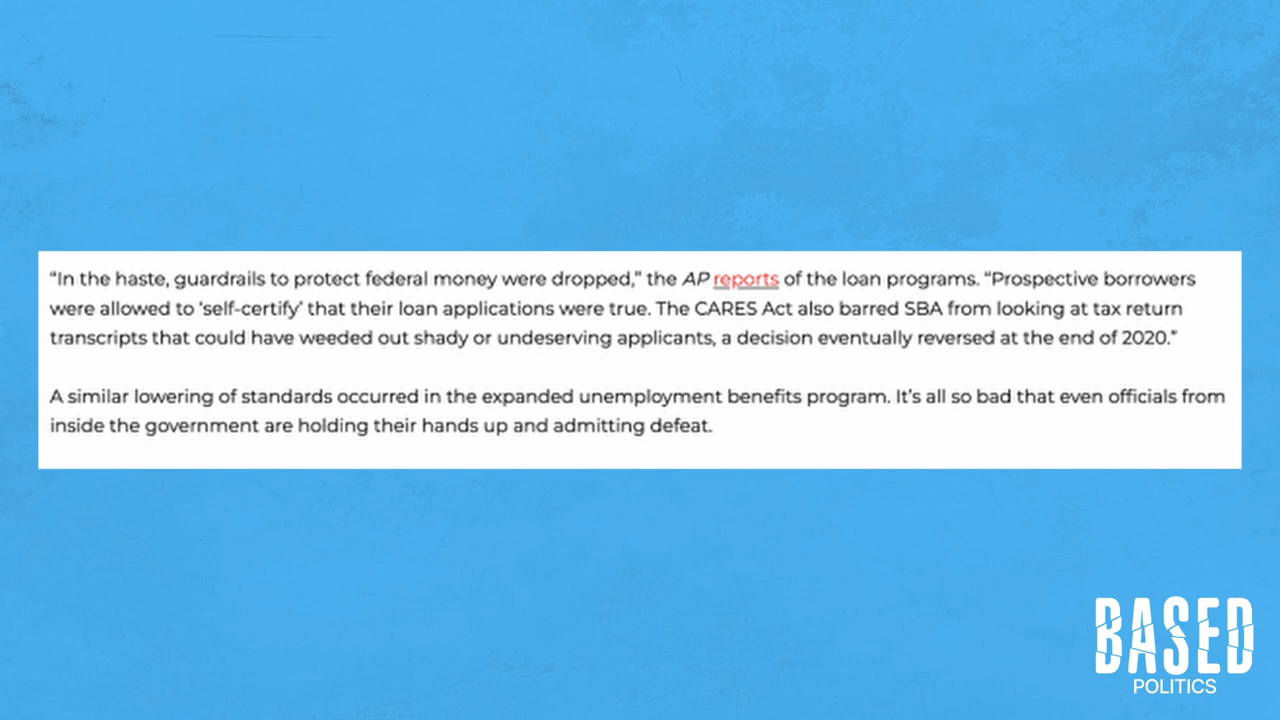 “In the haste, guardrails to protect federal money were dropped,” the AP reports of the loan programs. “Prospective borrowers
were allowed to ‘self-certify’ that their loan applications were true. The CARES Act also barred SBA from looking at tax return
transcripts that could have weeded out shady or undeserving applicants, a decision eventually reversed at the end of 2020.”
A similar lowering of standards occurred in the expanded unemployment benefits program. It’s all so bad that even officials from
inside the government are holding their hands up and admitting defeat.
BASED
POLITICS